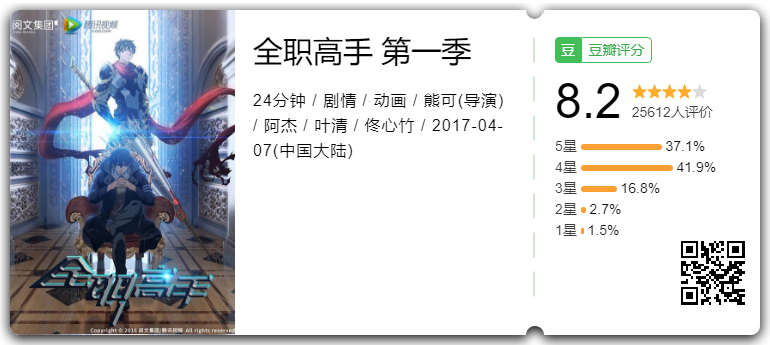 阅文集团
腾讯视频
全职高手
Copyright © 2016 阅文集团/腾讯视频. All rights reserved
全职高手 第一季
24分钟 / 剧情 / 动画 / 熊可(导演)
/ 阿杰 / 叶清 / 佟心竹 / 2017-04-
07(中国大陆)
豆 豆瓣评分
8.2
25612人评价
5星 37.1%
4星 41.9%
3星 16.8%
2星 2.7%
1星 1.5%